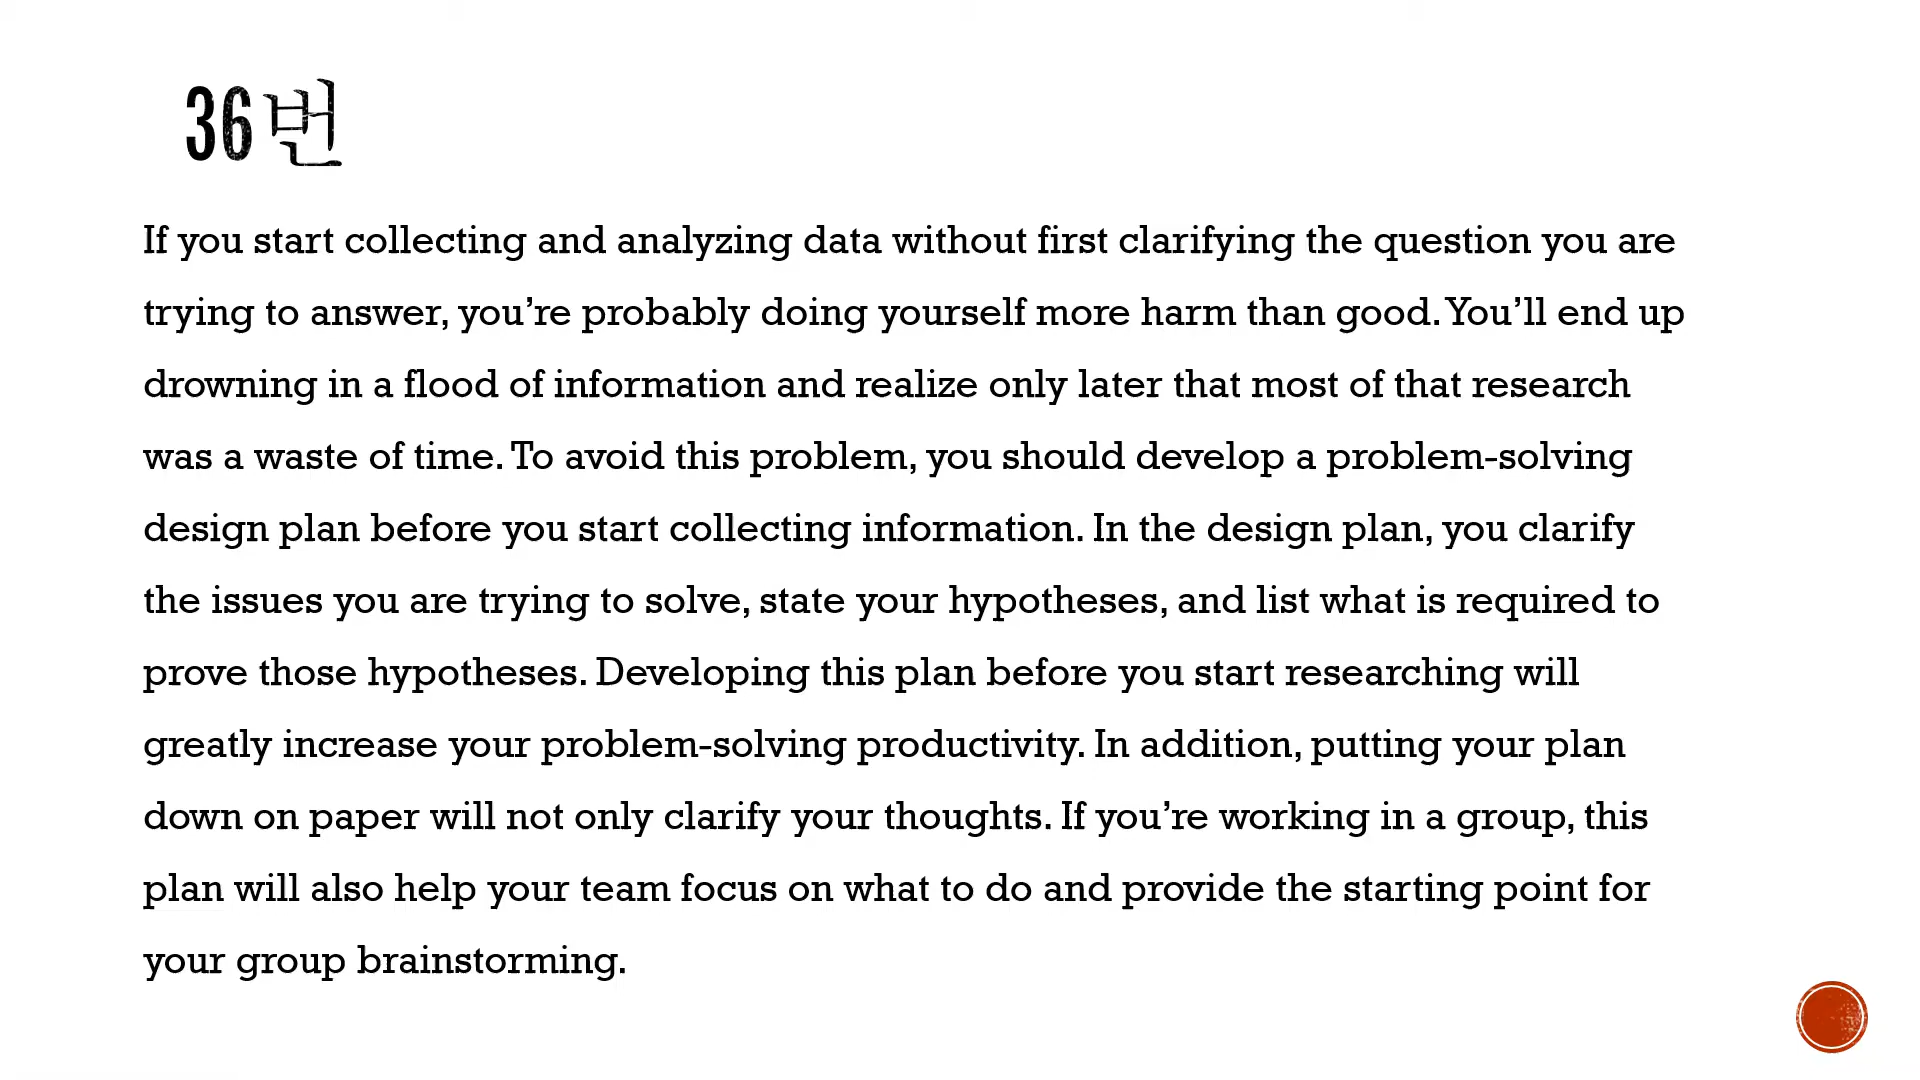 36번
If you start collecting and analyzing data without first clarifying the question you are
trying to answer, you’re probably doing yourself more harm than good. You’ll end up
drowning in a flood of information and realize only later that most of that research
was a waste of time. To avoid this problem, you should develop a problem-solving
design plan before you start collecting information. In the design plan, you clarify
the issues you are trying to solve, state your hypotheses, and list what is required to
prove those hypotheses. Developing this plan before you start researching will
greatly increase your problem-solving productivity. In addition, putting your plan
down on paper will not only clarify your thoughts. If you’re working in a group, this
plan will also help your team focus on what to do and provide the starting point for
your group brainstorming.